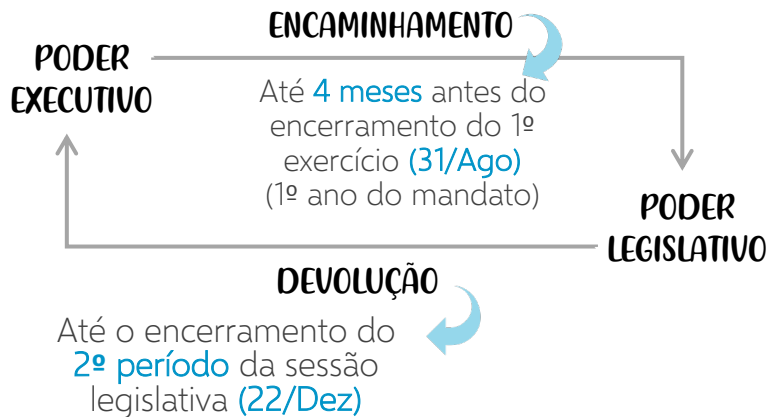 ENCAMINHAMENTO
PODER
EXECUTIVO
Até 4 meses antes do
encerramento do 1º
exercício (31/Ago)
(1º ano do mandato)
PODER
LEGISLATIVO
DEVOLUÇÃO
Até o encerramento do
2º período da sessão
legislativa (22/Dez)